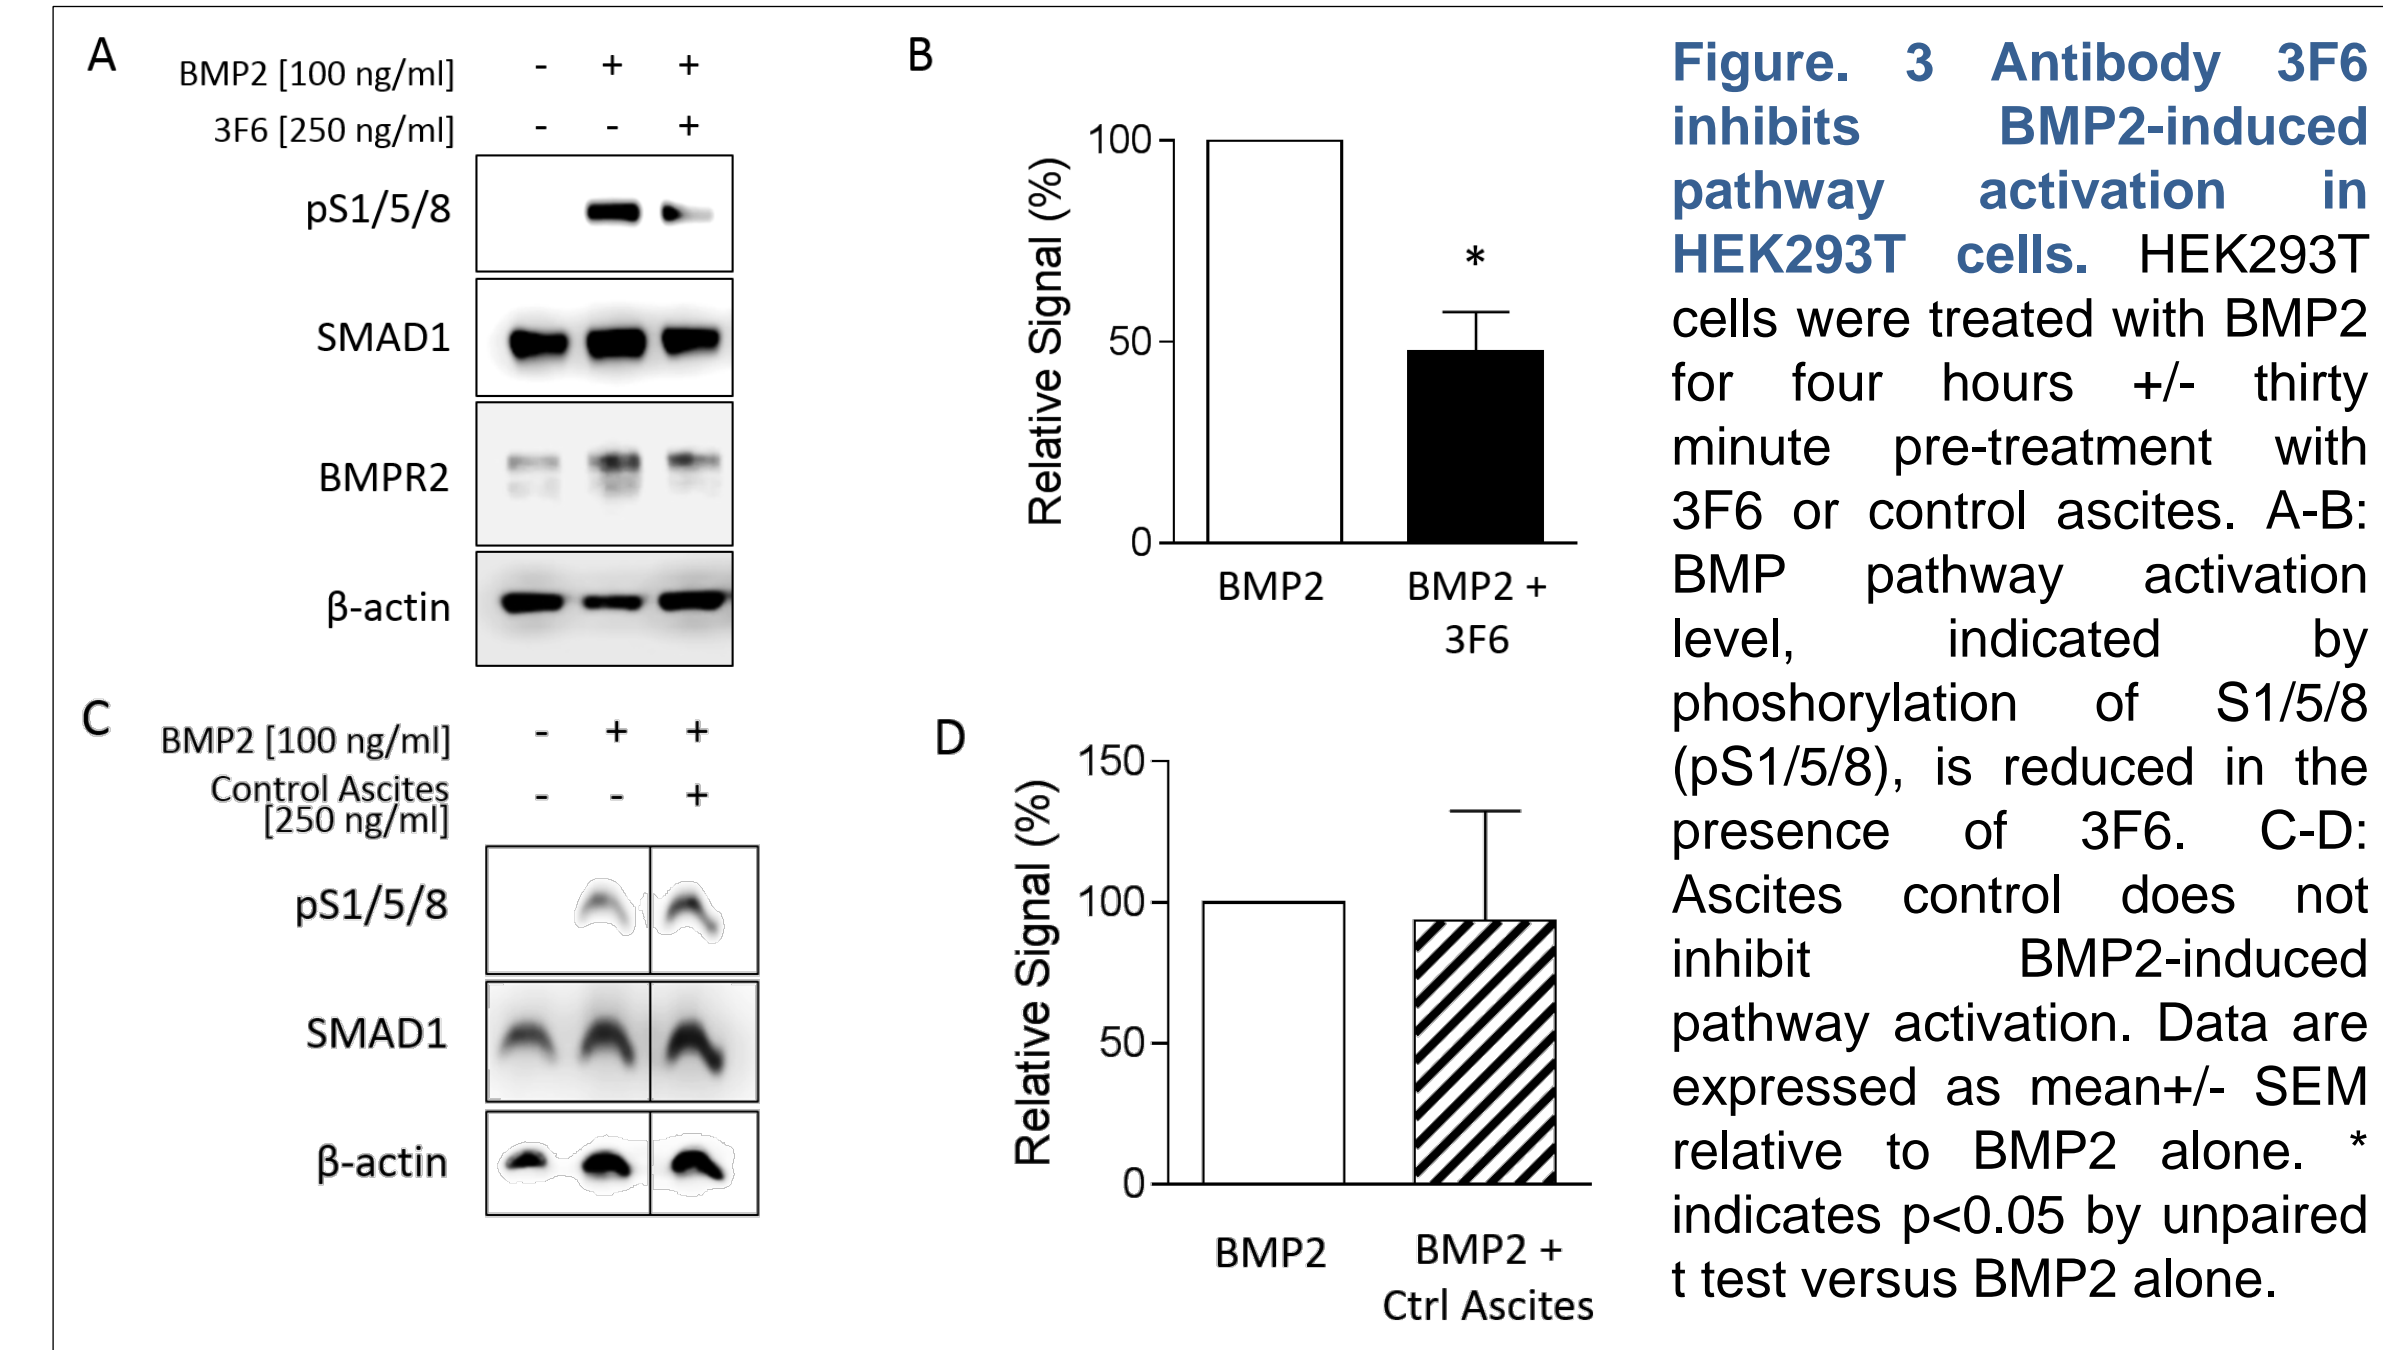 A
BMP2 [100 ng/ml] - + +
3F6 [250 ng/ml] - - +
pS1/5/8
SMAD1
BMPR2
β-actin
B
Relative Signal (%)
100
50
0
*
BMP2
BMP2 +
3F6
C
BMP2 [100 ng/ml] - + +
Control Ascites
[250 ng/ml] - - +
pS1/5/8
SMAD1
β-actin
D
Relative Signal (%)
150
100
50
0
BMP2
BMP2 +
Ctrl Ascites
Figure. 3 Antibody 3F6
inhibits BMP2-induced
pathway activation in
HEK293T cells. HEK293T
cells were treated with BMP2
for four hours +/- thirty
minute pre-treatment with
3F6 or control ascites. A-B:
BMP pathway activation
level, indicated by
phoshorylation of S1/5/8
(pS1/5/8), is reduced in the
presence of 3F6. C-D:
Ascites control does not
inhibit BMP2-induced
pathway activation. Data are
expressed as mean+/- SEM
relative to BMP2 alone. *
indicates p<0.05 by unpaired
t test versus BMP2 alone.